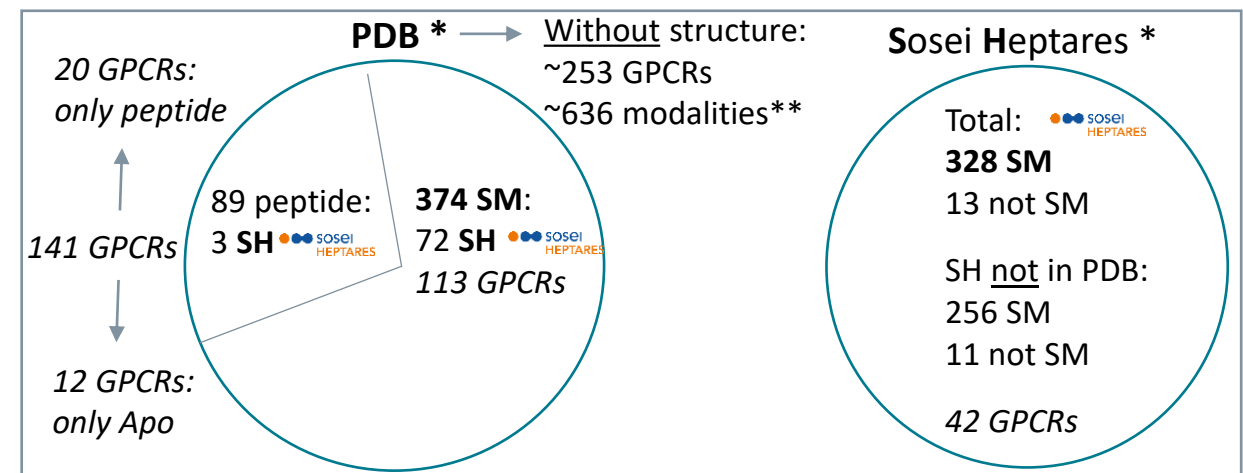 PDB *
Without structure:
~253 GPCRs
~636 modalities**
20 GPCRs:
only peptide
141 GPCRs
12 GPCRs:
only Apo
89 peptide:
3 SH sosei HEPTARES
374 SM:
72 SH sosei HEPTARES
113 GPCRs
Sosei Heptares *
Total: sosei HEPTARES
328 SM
13 not SM
SH not in PDB:
256 SM
11 not SM
42 GPCRs